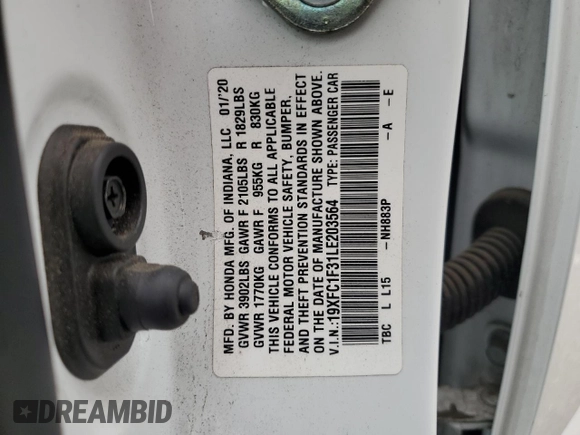 MFD. BY HONDA MFG. OF INDIANA, LLC 01/'20
GVWR 3902LBS GAWR F 2105LBS R 1829LBS
GVWR 1770KG GAWR F 955KG R 830KG
THIS VEHICLE CONFORMS TO ALL APPLICABLE
FEDERAL MOTOR VEHICLE SAFETY, BUMPER,
AND THEFT PREVENTION STANDARDS IN EFFECT
ON THE DATE OF MANUFACTURE SHOWN ABOVE.
V.I.N.:19XFC1F31LE203564 TYPE: PASSENGER CAR
TBC L L15 –NH883P –A –E
DREAMBID